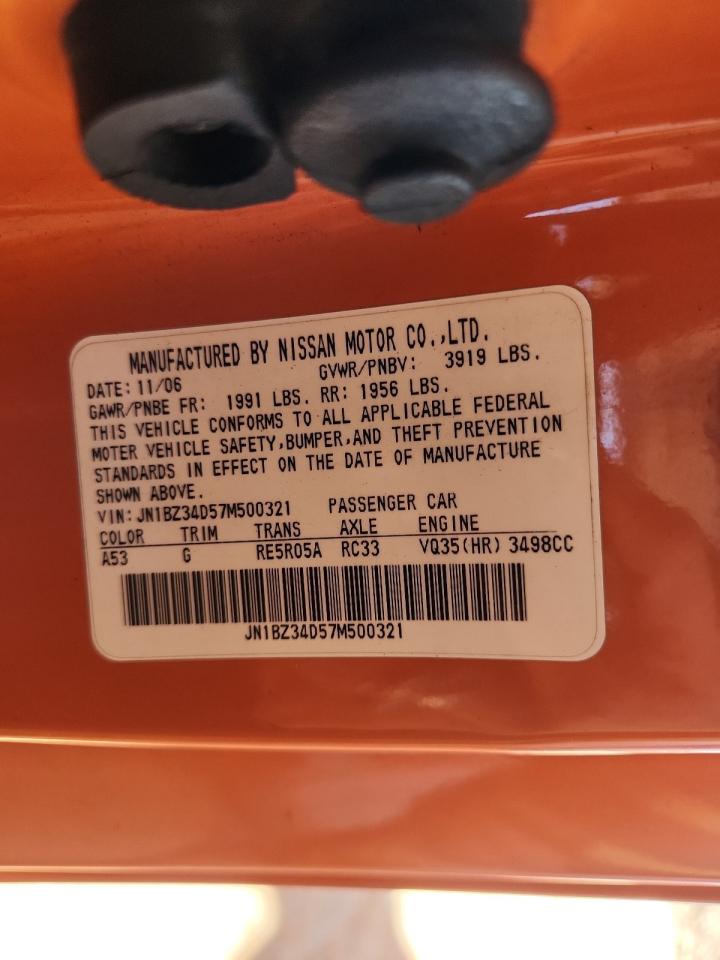 MANUFACTURED BY NISSAN MOTOR CO.,LTD.
DATE: 11/06 GVWR/PNBV: 3919 LBS.
GAWR/PNBE FR: 1991 LBS. RR: 1956 LBS.
THIS VEHICLE CONFORMS TO ALL APPLICABLE FEDERAL
MOTER VEHICLE SAFETY,BUMPER,AND THEFT PREVENTION
STANDARDS IN EFFECT ON THE DATE OF MANUFACTURE
SHOWN ABOVE.
VIN: JN1BZ34D57M500321 PASSENGER CAR
COLOR TRIM TRANS AXLE ENGINE
A53 G RE5R05A RC33 VQ35(HR) 3498CC
JN1BZ34D57M500321